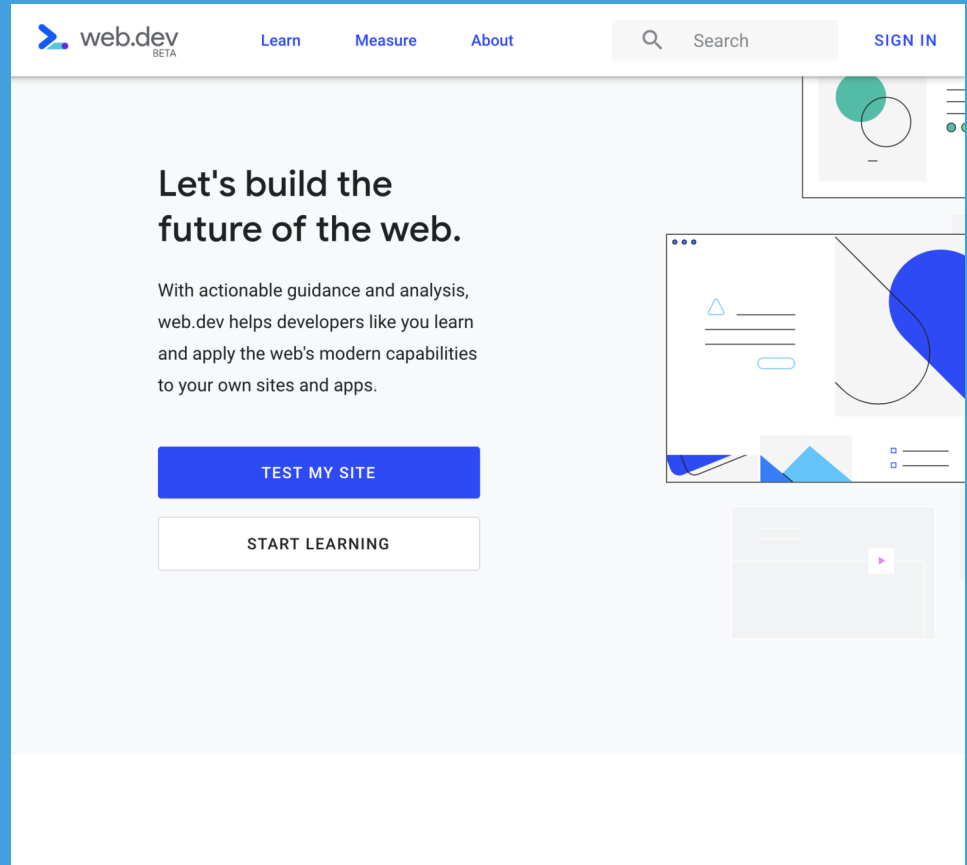 web.dev
BETA
Learn Measure About Search SIGN IN
Let's build the
future of the web.
With actionable guidance and analysis,
web.dev helps developers like you learn
and apply the web's modern capabilities
to your own sites and apps.
TEST MY SITE
START LEARNING